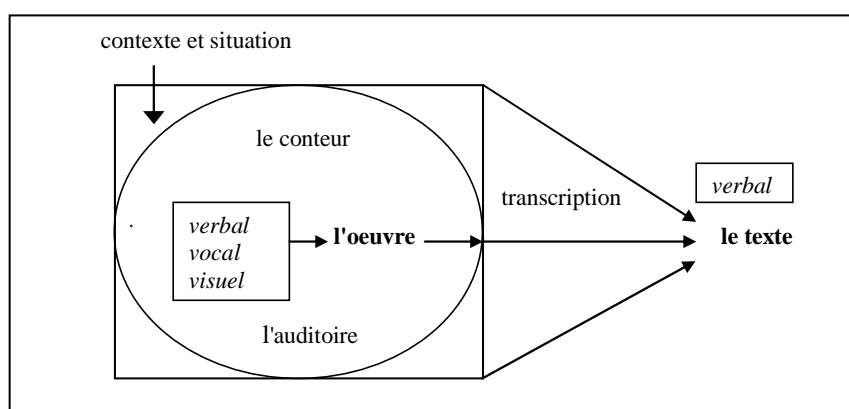 contexte et situation
le conteur
transcription
verbal
verbal
vocal
visuel
l'oeuvre
le texte
l'auditoire